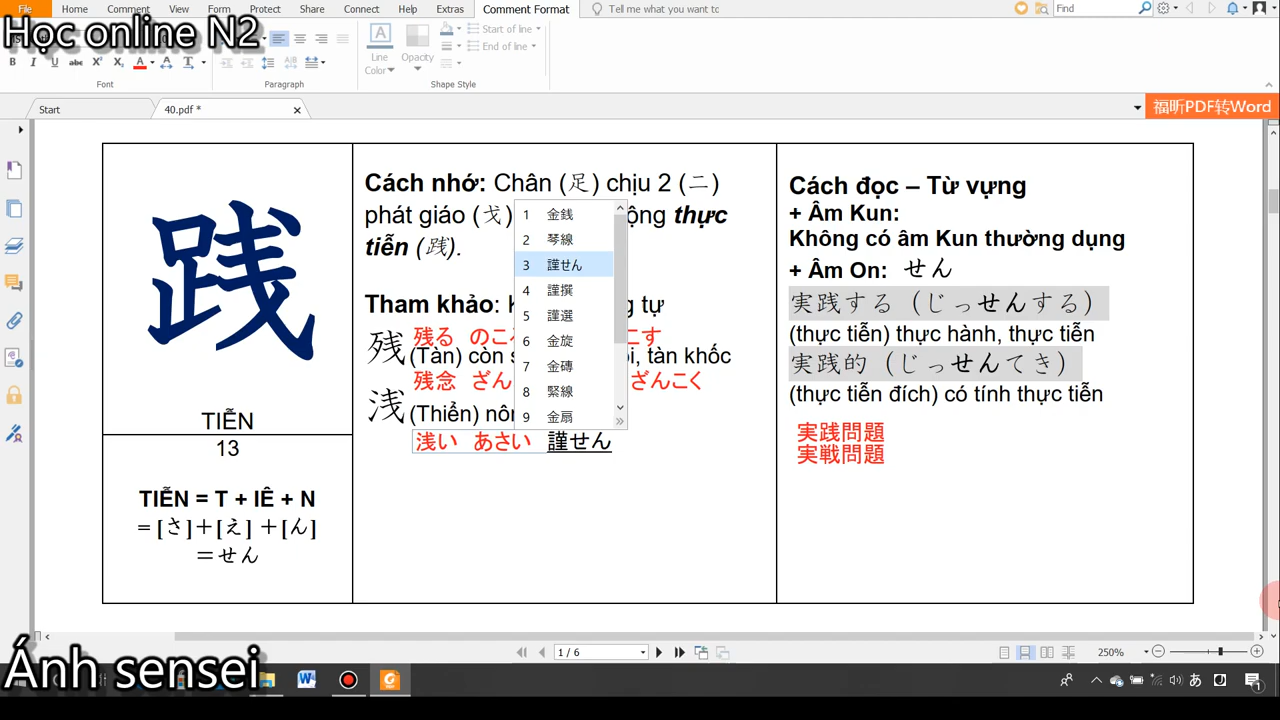 File Home Comment View Form Protect Share Connect Help Extras Comment Format Tell me what you want to Find
Học online N2
Line Color Opacity Start of line End of line
Font Paragraph Shape Style
Start 40.pdf * 福昕PDF转Word
践
TIỄN
13
TIỄN = T + IÊ + N
= [さ]＋[え] ＋[ん]
＝せん
Cách nhớ: Chân (足) chịu 2 (二)
phát giáo (戈) ộng thực
tiễn (践).
Tham khảo: K g tự
残 残る のこ こす
(Tàn) còn s i, tàn khốc
残念 ざん ざんこく
浅 (Thiển) nôn
浅い あさい 謹せん
1 金銭
2 琴線
3 謹せん
4 謹撰
5 謹選
6 金旋
7 金磚
8 緊線
9 金扇
Cách đọc – Từ vựng
+ Âm Kun:
Không có âm Kun thường dụng
+ Âm On: せん
実践する（じっせんする）
(thực tiễn) thực hành, thực tiễn
実践的（じっせんてき）
(thực tiễn đích) có tính thực tiễn
実践問題
実戦問題
1 / 6 250%
Ánh sensei
あ